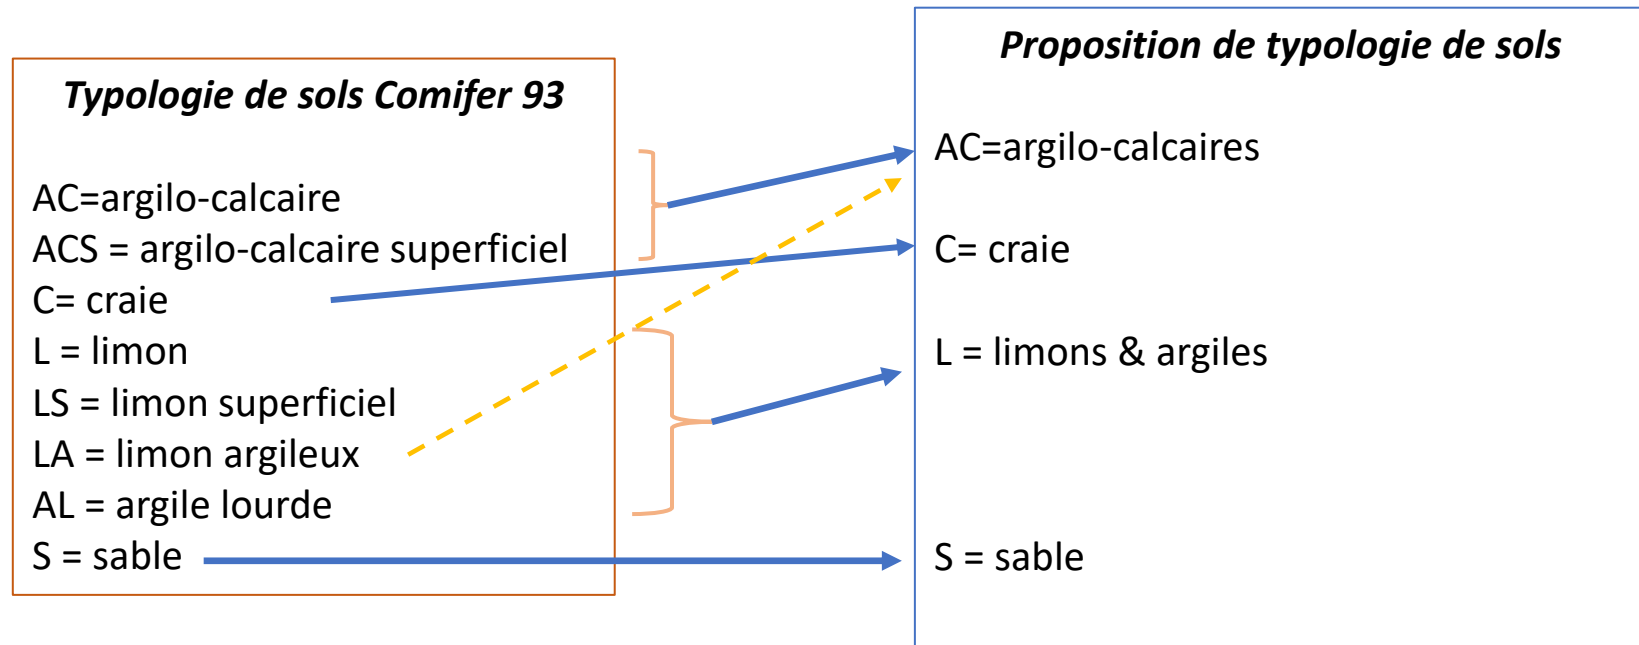 Typologie de sols Comifer 93
AC=argilo-calcaire
ACS = argilo-calcaire superficiel
C= craie
L = limon
LS = limon superficiel
LA = limon argileux
AL = argile lourde
S = sable
Proposition de typologie de sols
AC=argilo-calcaires
C= craie
L = limons & argiles
S = sable